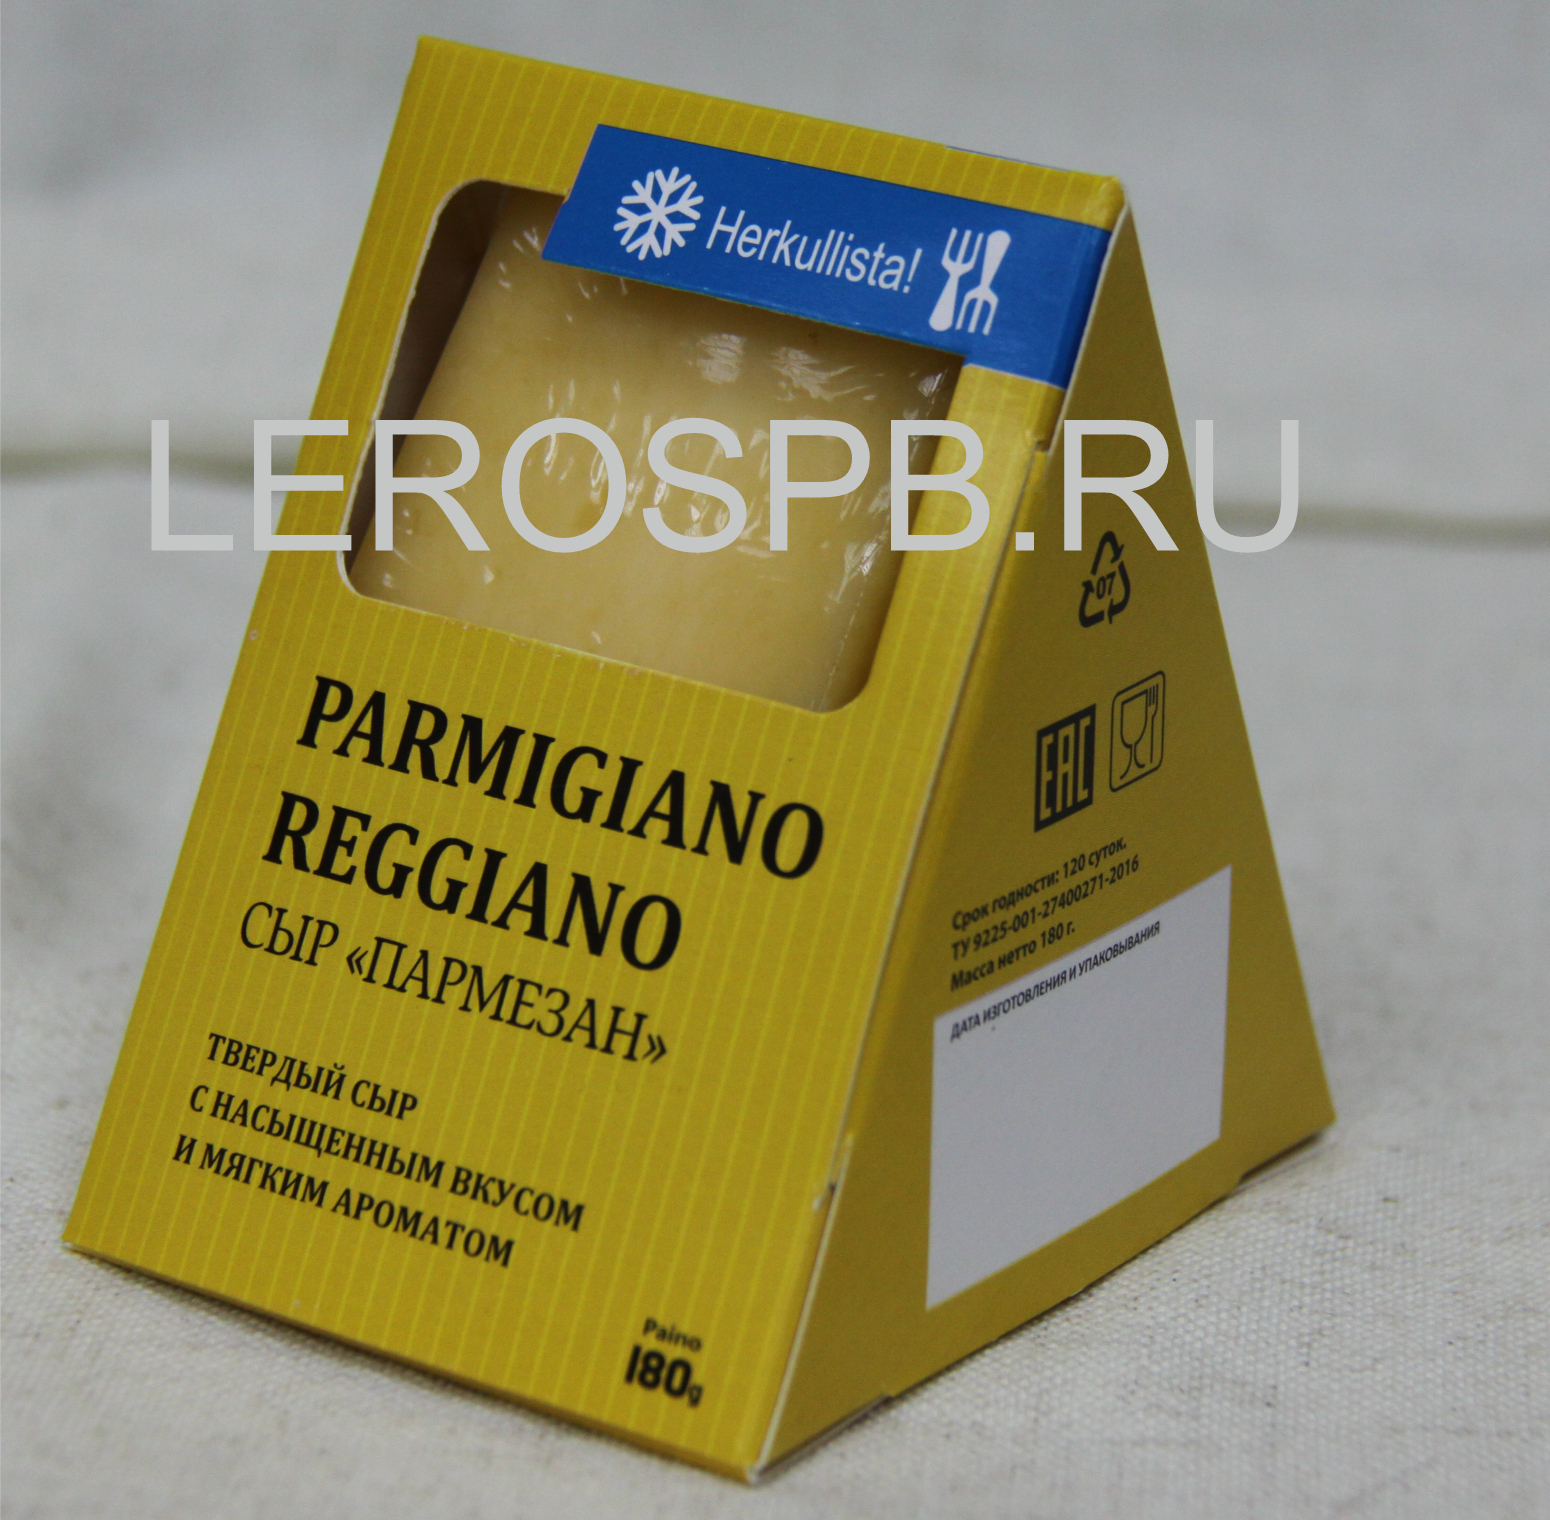 Herkullista!
LEROSPB.RU
PARMIGIANO
REGGIANO
СЫР «ПАРМЕЗАН»
ТВЕРДЫЙ СЫР
С НАСЫЩЕННЫМ ВКУСОМ
И МЯГКИМ АРОМАТОМ
Paino
180g
07
EAC
Срок годности: 120 суток.
ТУ 9225-001-27400271-2016
Масса нетто 180 г.
ДАТА ИЗГОТОВЛЕНИЯ И УПАКОВЫВАНИЯ